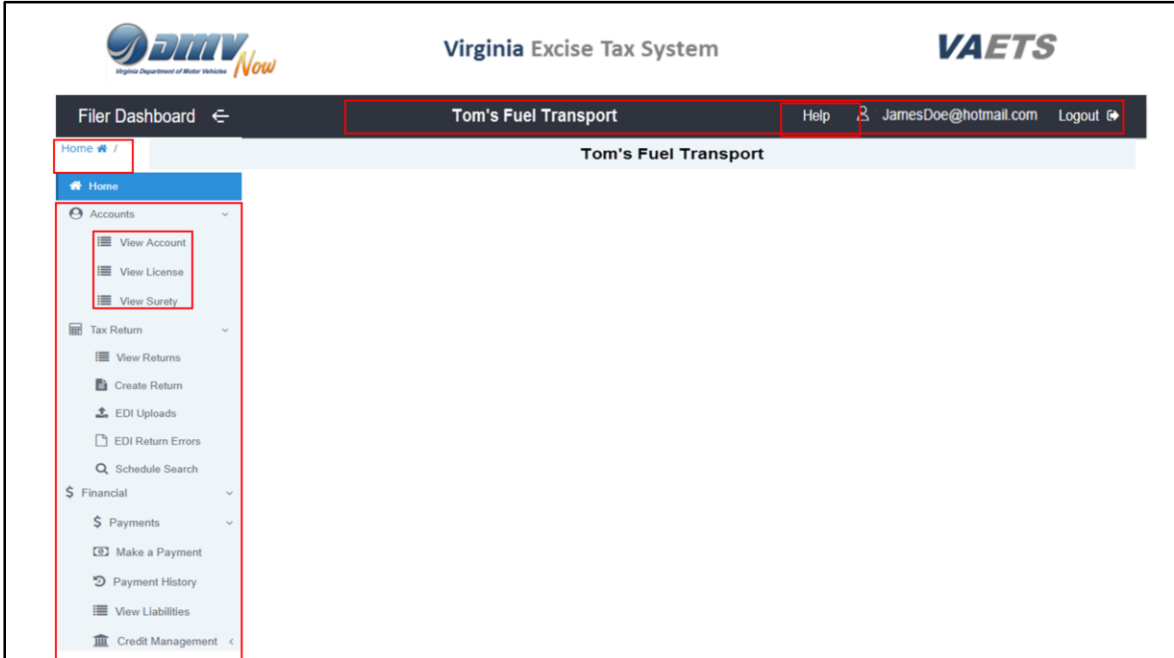 DMV Now
Virginia Department of Motor Vehicles
Virginia Excise Tax System
VAETS
Filer Dashboard
Tom's Fuel Transport
Help
JamesDoe@hotmail.com
Logout
Home /
Tom's Fuel Transport
Home
Accounts
View Account
View License
View Surety
Tax Return
View Returns
Create Return
EDI Uploads
EDI Return Errors
Schedule Search
$ Financial
$ Payments
Make a Payment
Payment History
View Liabilities
Credit Management